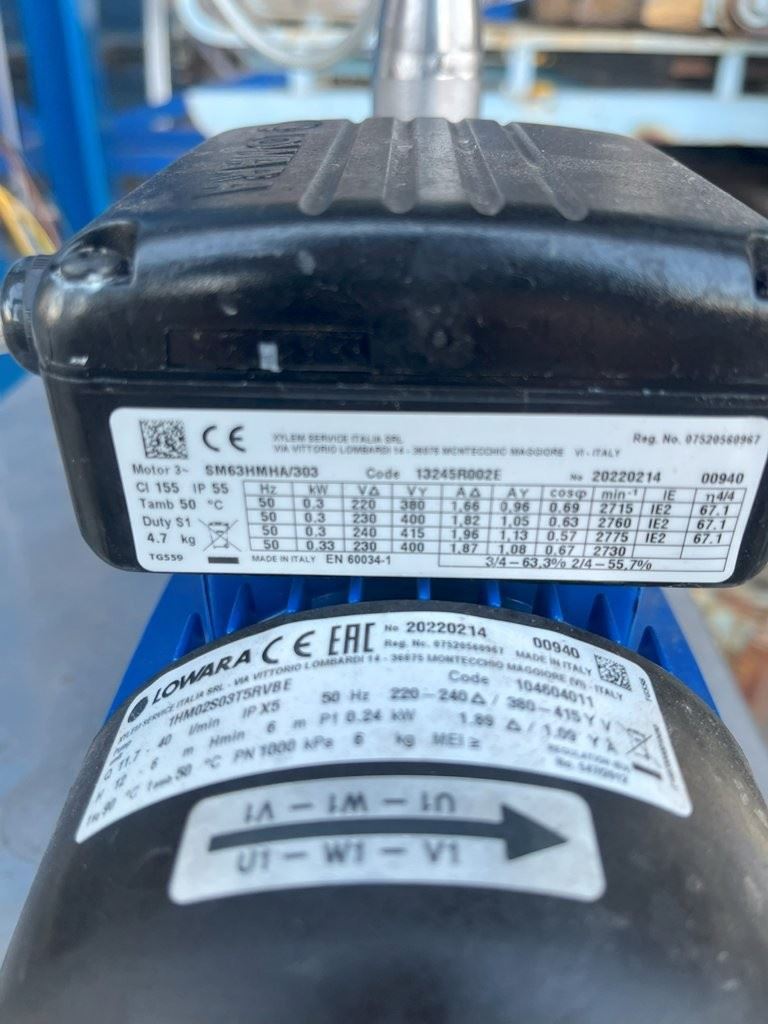 LOWARA
CE XYLEM SERVICE ITALIA SRL
VIA VITTORIO LOMBARDI 14 - 36075 MONTECCHIO MAGGIORE VI - ITALY
Reg. No. 07520560967
Motor 3~ SM63HMHA/303 Code 13245R002E No 20220214 00940
Cl 155 IP 55
Tamb 50 °C
Duty S1
4.7 kg
TG559
Hz kW V△ VY A△ AY cosφ min⁻¹ IE η4/4
50 0.3 220 380 1,66 0,96 0.69 2715 IE2 67.1
50 0.3 230 400 1.82 1.05 0.63 2760 IE2 67.1
50 0.3 240 415 1.96 1.13 0.57 2775 IE2 67.1
50 0.33 230 400 1.87 1.08 0.67 2730
MADE IN ITALY EN 60034-1 3/4-63,3% 2/4-55,7%
LOWARA CE EAC No 20220214 00940
Reg. No. 07520560967 MADE IN ITALY
XYLEM SERVICE ITALIA SRL - VIA VITTORIO LOMBARDI 14 - 36075 MONTECCHIO MAGGIORE (VI) - ITALY
Pump 1HM02S03T5RVBE Code 104604011
Q 11.7 - 40 l/min IP X5 50 Hz 220-240△ / 380-415Y V
H 12 - 6 m Hmin 6 m P1 0.24 kW 1.89 △ / 1.09 Y A
90 °C Tamb 50 °C PN 1000 kPa 6 kg MEI ≥
REGULATION (EU)
No. 547/2012
U1 - W1 - V1
U1 - W1 - V1